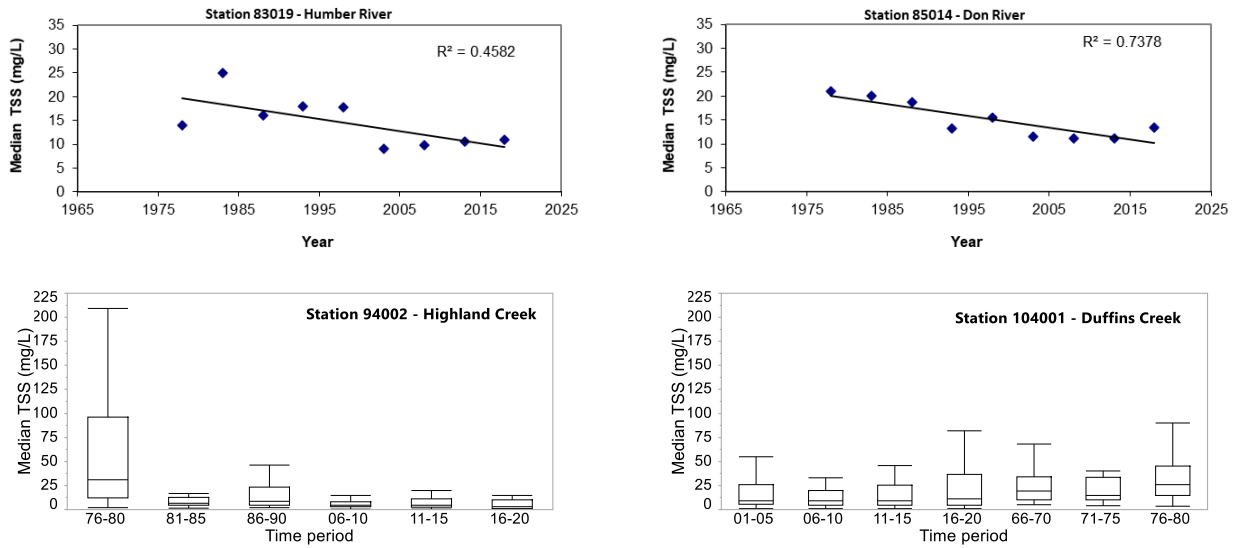 Station 83019 - Humber River
R² = 0.4582
Median TSS (mg/L)
35
30
25
20
15
10
5
0
1965 1975 1985 1995 2005 2015 2025
Year
Station 85014 - Don River
R² = 0.7378
Median TSS (mg/L)
35
30
25
20
15
10
5
0
1965 1975 1985 1995 2005 2015 2025
Year
Station 94002 - Highland Creek
Median TSS (mg/L)
225
200
175
150
125
100
75
50
25
0
76-80 81-85 86-90 06-10 11-15 16-20
Time period
Station 104001 - Duffins Creek
Median TSS (mg/L)
225
200
175
150
125
100
75
50
25
0
01-05 06-10 11-15 16-20 66-70 71-75 76-80
Time period